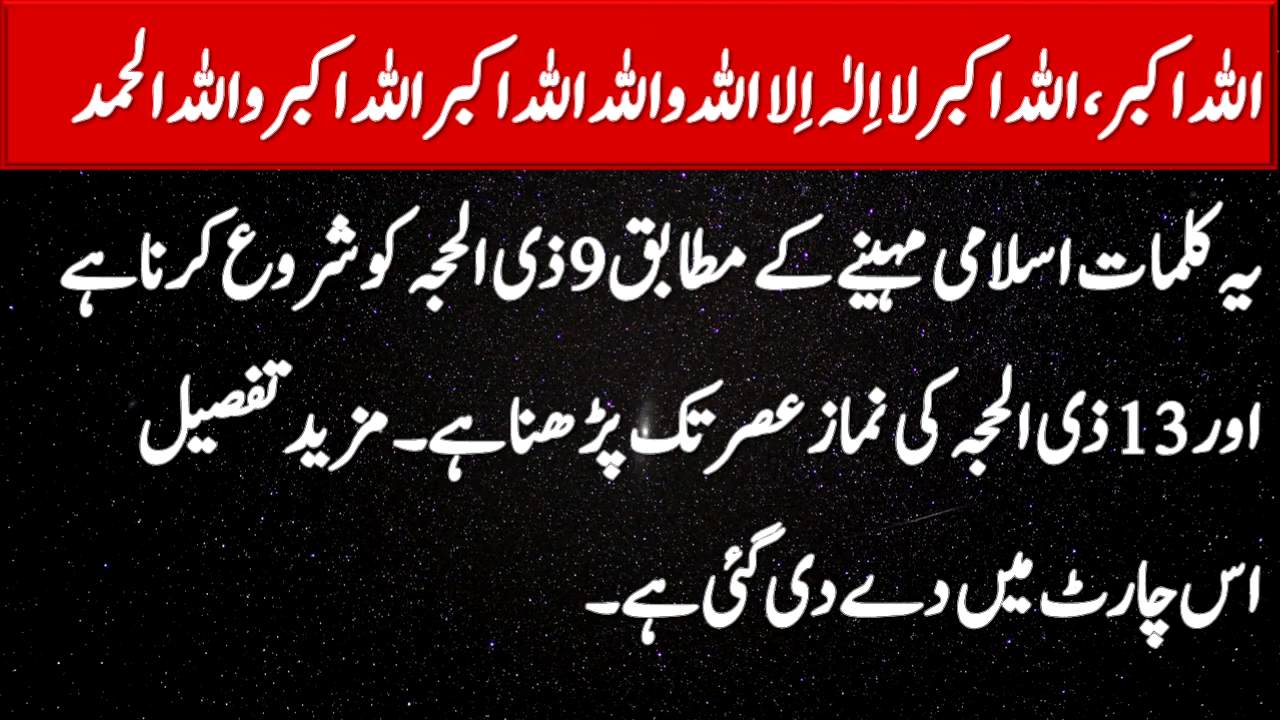 اللہ اکبر، اللہ اکبر لا اِلٰہ اِلا اللہ واللہ اللہ اکبر اللہ اکبر واللہ الحمد
یہ کلمات اسلامی مہینے کے مطابق 9 ذی الحجہ کو شروع کرنا ہے
اور 13 ذی الحجہ کی نماز عصر تک پڑھنا ہے۔ مزید تفصیل
اس چارٹ میں دے دی گئی ہے۔